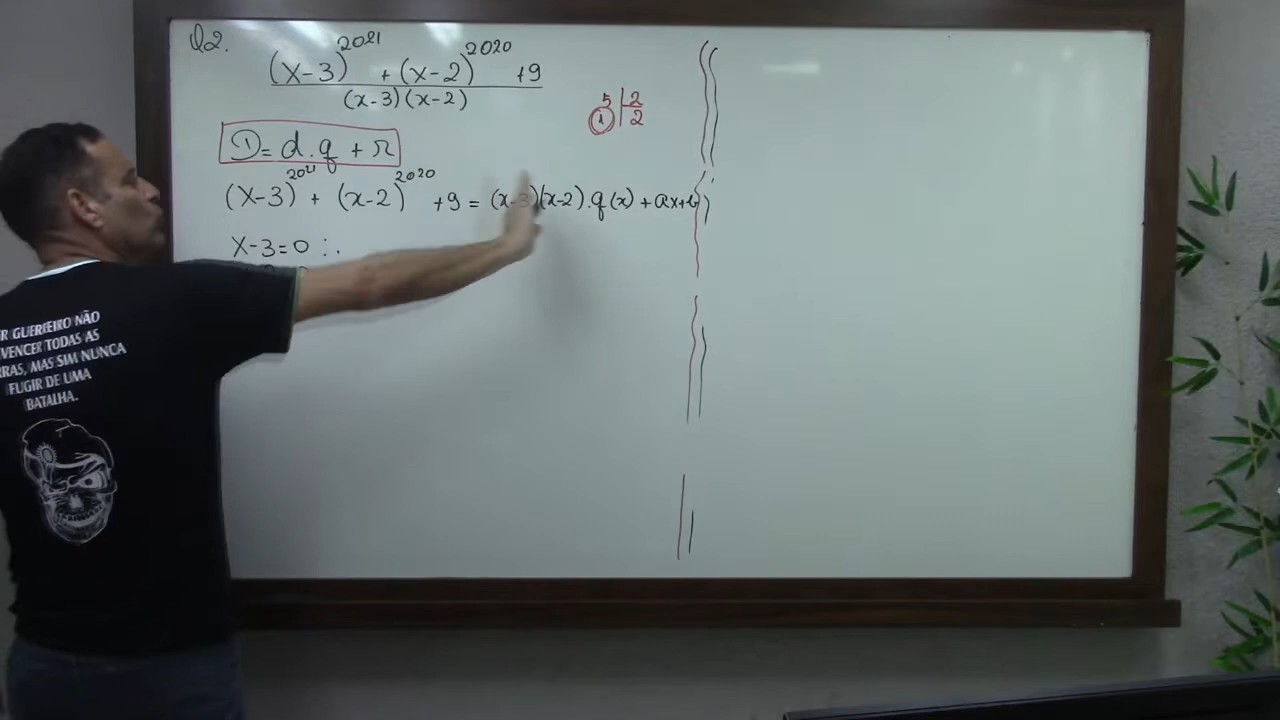 Q2.
(x-3)^2021 + (x-2)^2020 +9
(x-3)(x-2)
5 | 2
1 | 2
D = d.q + r
(x-3)^2021 + (x-2)^2020 +9 = (x-3)(x-2).q(x) + ax+b
x-3=0 ∴
GUERREIRO NÃO
VENCER TODAS AS
MAS SIM NUNCA
FUGIR DE UMA
BATALHA.